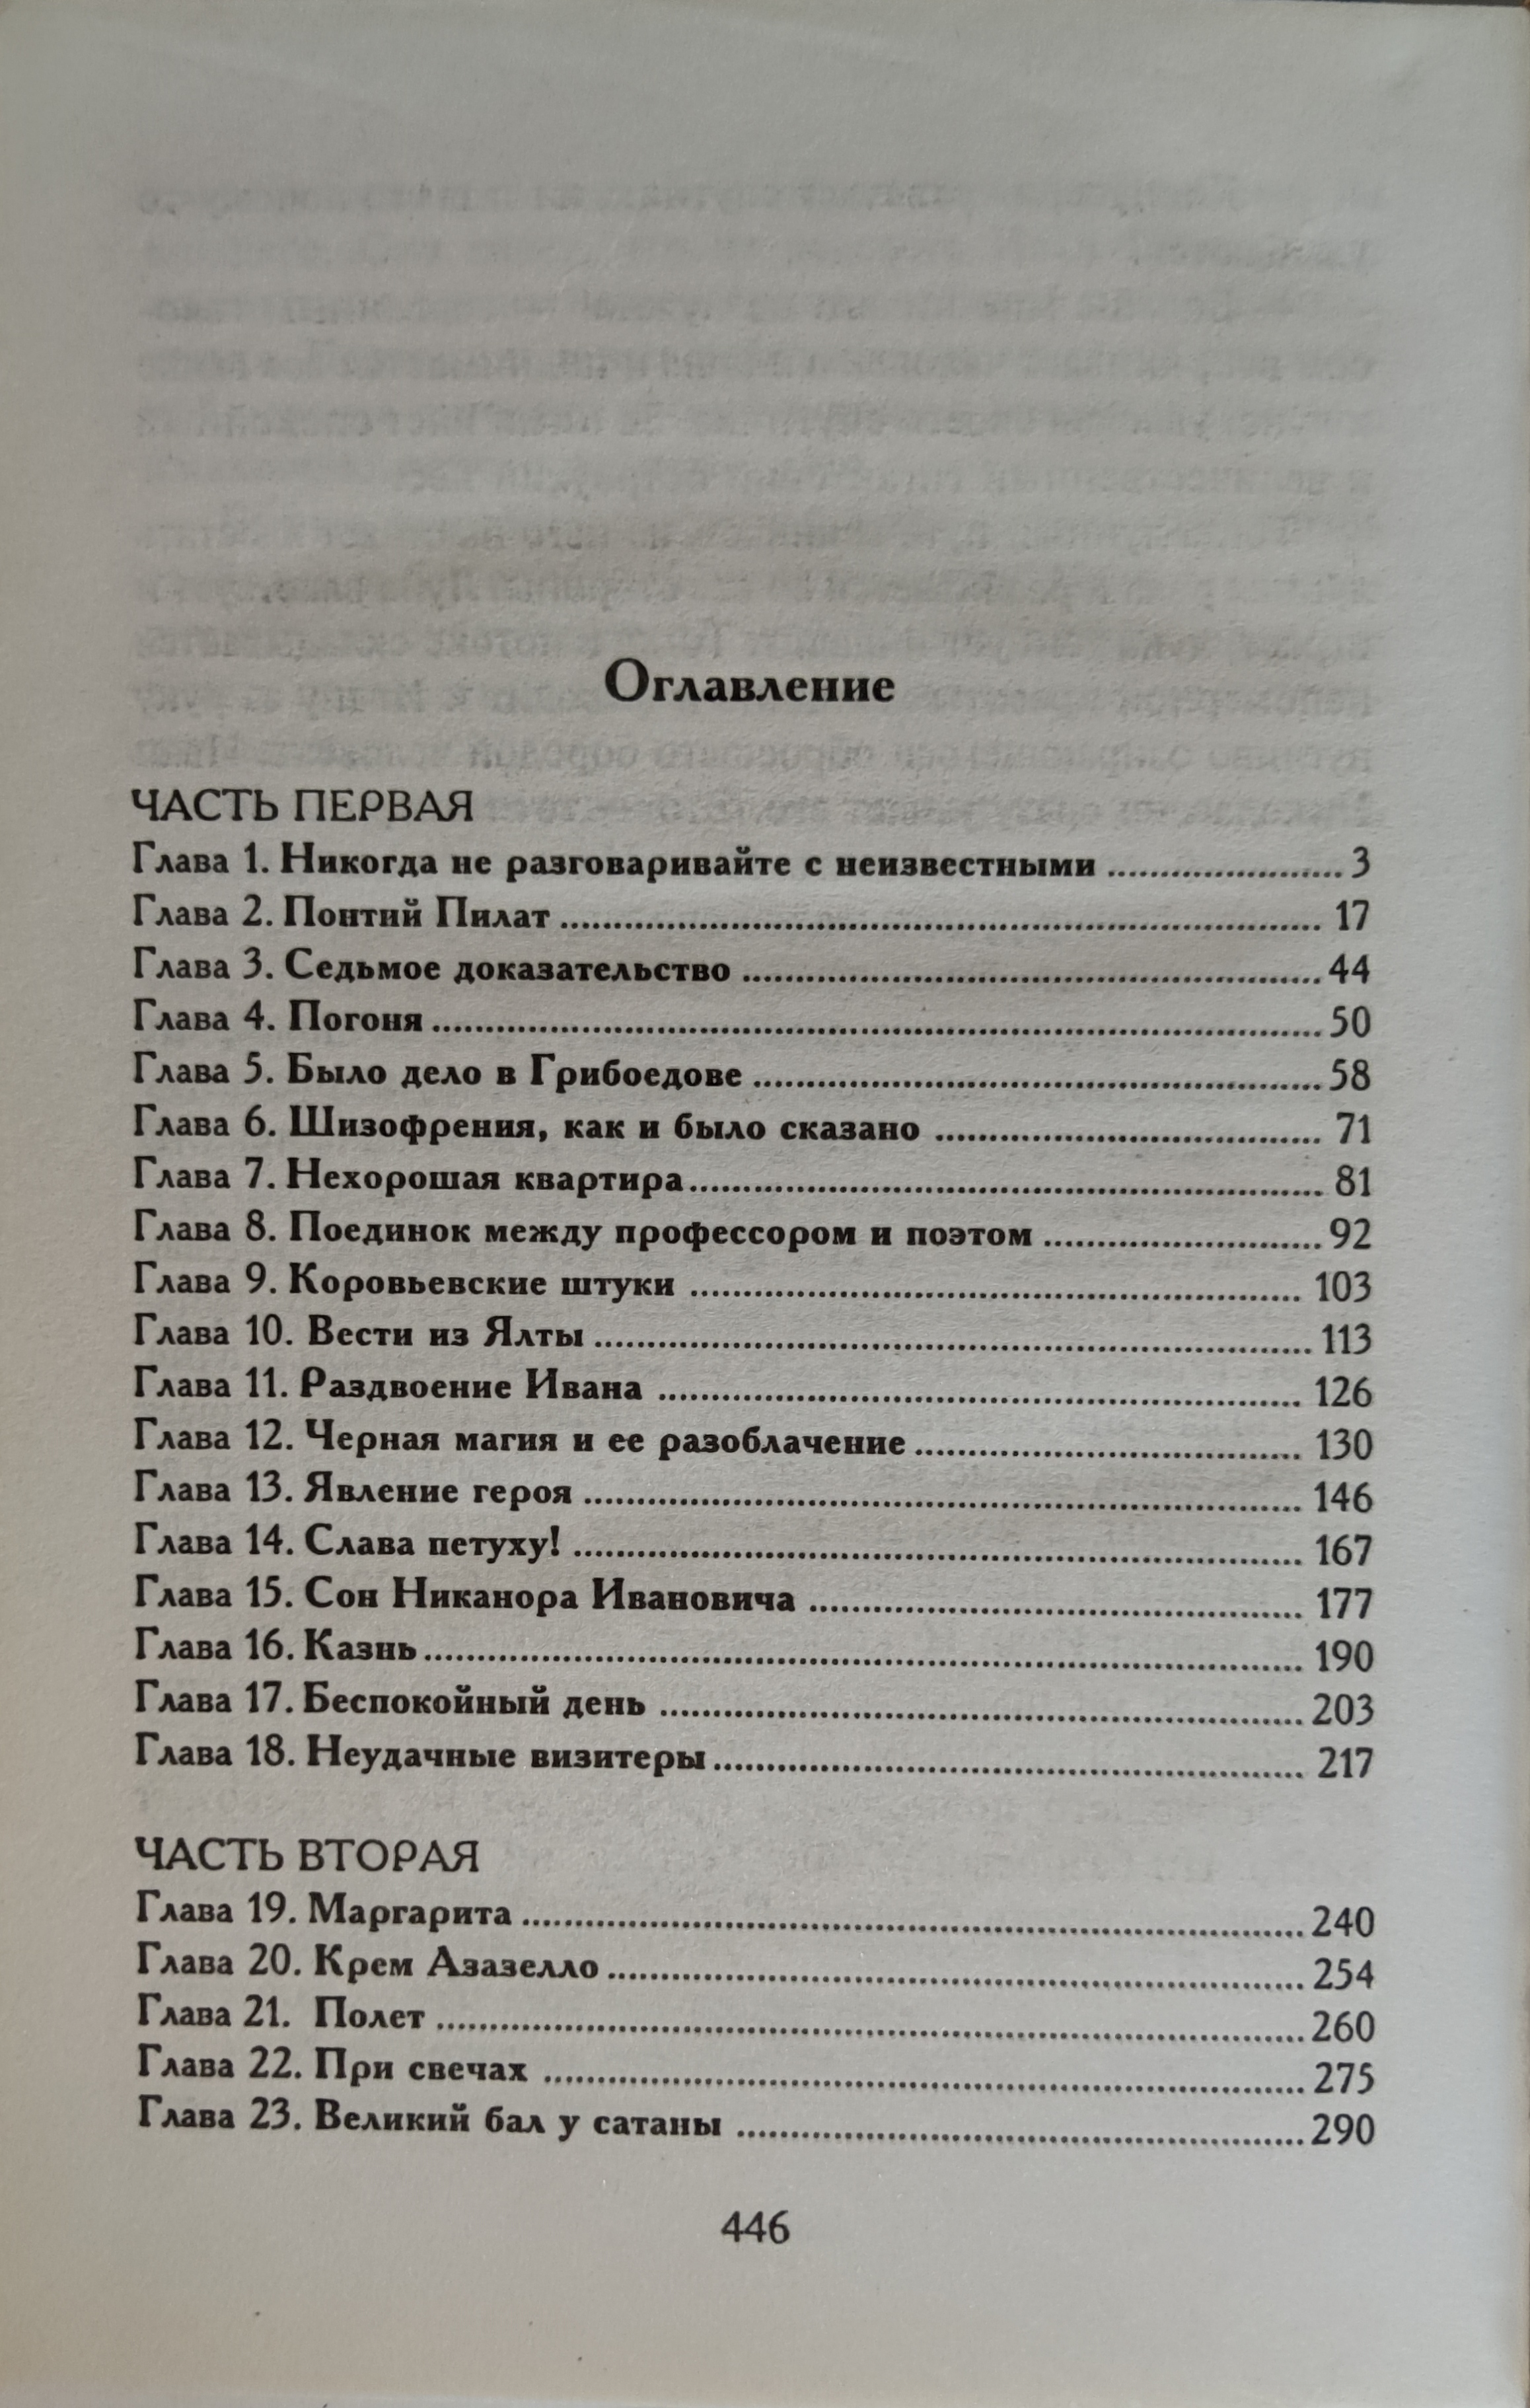 Оглавление
ЧАСТЬ ПЕРВАЯ
Глава 1. Никогда не разговаривайте с неизвестными ...................... 3
Глава 2. Понтий Пилат ...................... 17
Глава 3. Седьмое доказательство ...................... 44
Глава 4. Погоня ...................... 50
Глава 5. Было дело в Грибоедове ...................... 58
Глава 6. Шизофрения, как и было сказано ...................... 71
Глава 7. Нехорошая квартира ...................... 81
Глава 8. Поединок между профессором и поэтом ...................... 92
Глава 9. Коровьевские штуки ...................... 103
Глава 10. Вести из Ялты ...................... 113
Глава 11. Раздвоение Ивана ...................... 126
Глава 12. Черная магия и ее разоблачение ...................... 130
Глава 13. Явление героя ...................... 146
Глава 14. Слава петуху! ...................... 167
Глава 15. Сон Никанора Ивановича ...................... 177
Глава 16. Казнь ...................... 190
Глава 17. Беспокойный день ...................... 203
Глава 18. Неудачные визитеры ...................... 217
ЧАСТЬ ВТОРАЯ
Глава 19. Маргарита ...................... 240
Глава 20. Крем Азазелло ...................... 254
Глава 21. Полет ...................... 260
Глава 22. При свечах ...................... 275
Глава 23. Великий бал у сатаны ...................... 290
446